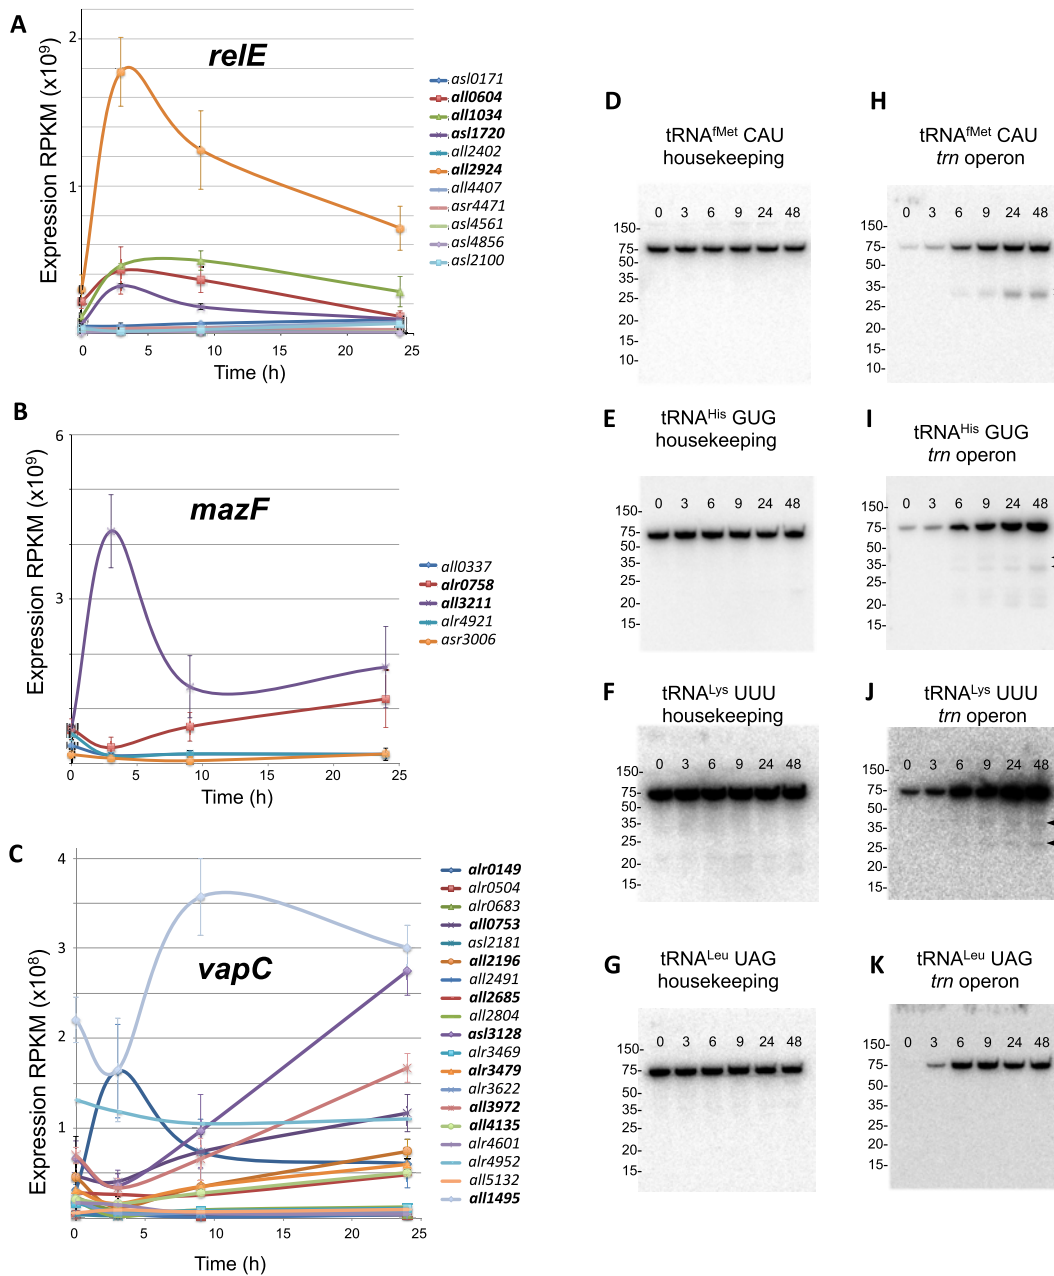 A
relE
Expression RPKM (x10⁹)
2
1
0
5
10
15
20
25
Time (h)
asl0171
all0604
all1034
asl1720
all2402
all2924
all4407
asr4471
asl4561
asl4856
asl2100
B
mazF
Expression RPKM (x10⁹)
6
3
0
5
10
15
20
25
Time (h)
all0337
alr0758
all3211
alr4921
asr3006
C
vapC
Expression RPKM (x10⁸)
4
3
2
1
0
5
10
15
20
25
Time (h)
alr0149
alr0504
alr0683
all0753
asl2181
all2196
all2491
all2685
all2804
asl3128
alr3469
alr3479
alr3622
all3972
all4135
alr4601
alr4952
all5132
all1495
D
tRNAfMet CAU
housekeeping
0 3 6 9 24 48
150-
75-
50-
35-
25-
20-
15-
10-
E
tRNAHis GUG
housekeeping
0 3 6 9 24 48
150-
75-
50-
35-
25-
20-
15-
F
tRNALys UUU
housekeeping
0 3 6 9 24 48
150-
75-
50-
35-
25-
20-
15-
G
tRNALeu UAG
housekeeping
0 3 6 9 24 48
150-
75-
50-
35-
25-
20-
15-
H
tRNAfMet CAU
trn operon
0 3 6 9 24 48
150-
75-
50-
35-
25-
20-
15-
10-
I
tRNAHis GUG
trn operon
0 3 6 9 24 48
150-
75-
50-
35-
25-
20-
15-
J
tRNALys UUU
trn operon
0 3 6 9 24 48
150-
75-
50-
35-
25-
20-
15-
K
tRNALeu UAG
trn operon
0 3 6 9 24 48
150-
75-
50-
35-
25-
20-
15-